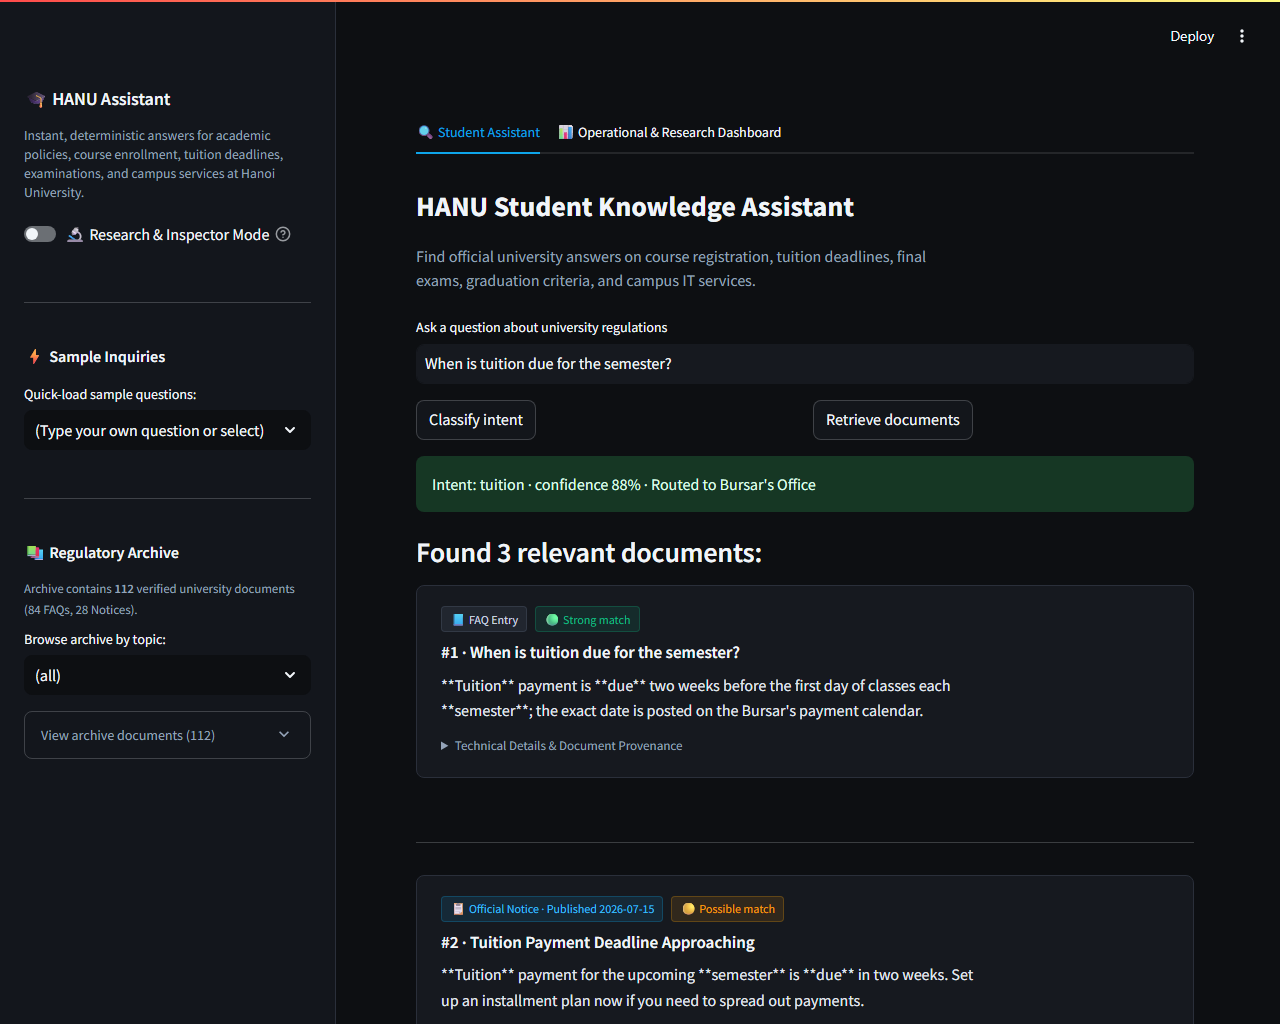 Deploy
HANU Assistant
Instant, deterministic answers for academic
policies, course enrollment, tuition deadlines,
examinations, and campus services at Hanoi
University.
Research & Inspector Mode
Sample Inquiries
Quick-load sample questions:
(Type your own question or select)
Regulatory Archive
Archive contains 112 verified university documents
(84 FAQs, 28 Notices).
Browse archive by topic:
(all)
View archive documents (112)
Student Assistant
Operational & Research Dashboard
HANU Student Knowledge Assistant
Find official university answers on course registration, tuition deadlines, final
exams, graduation criteria, and campus IT services.
Ask a question about university regulations
When is tuition due for the semester?
Classify intent
Retrieve documents
Intent: tuition · confidence 88% · Routed to Bursar's Office
Found 3 relevant documents:
FAQ Entry
Strong match
#1 · When is tuition due for the semester?
**Tuition** payment is **due** two weeks before the first day of classes each
**semester**; the exact date is posted on the Bursar's payment calendar.
Technical Details & Document Provenance
Official Notice · Published 2026-07-15
Possible match
#2 · Tuition Payment Deadline Approaching
**Tuition** payment for the upcoming **semester** is **due** in two weeks. Set
up an installment plan now if you need to spread out payments.